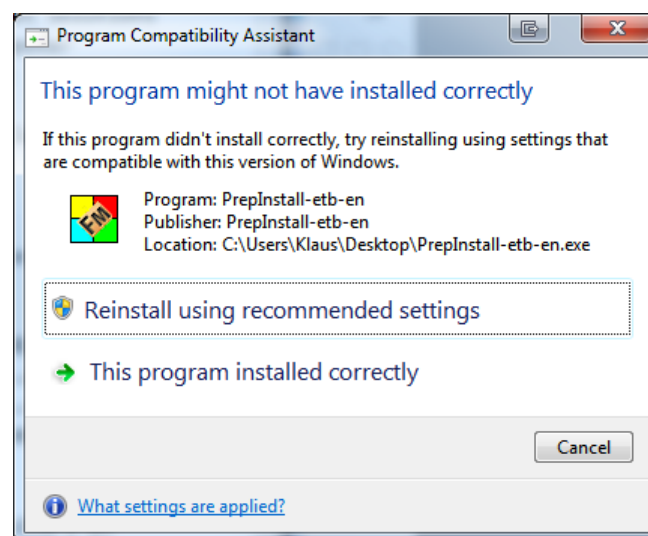 Program Compatibility Assistant
This program might not have installed correctly
If this program didn't install correctly, try reinstalling using settings that
are compatible with this version of Windows.
FM
Program: PrepInstall-etb-en
Publisher: PrepInstall-etb-en
Location: C:\Users\Klaus\Desktop\PrepInstall-etb-en.exe
Reinstall using recommended settings
This program installed correctly
Cancel
What settings are applied?